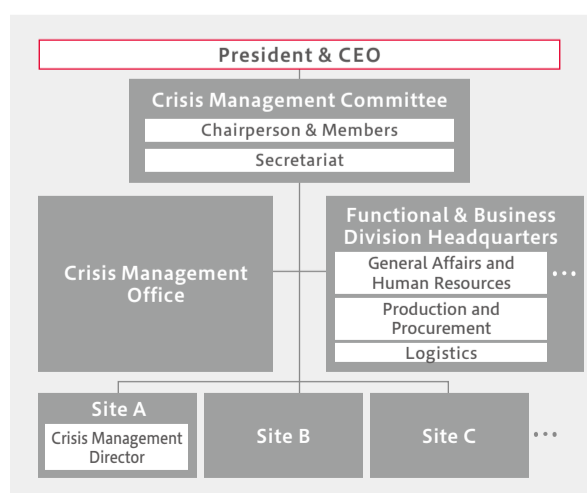 President & CEO
Crisis Management Committee
Chairperson & Members
Secretariat
Crisis Management
Office
Functional & Business
Division Headquarters
General Affairs and
Human Resources
...
Production and
Procurement
Logistics
Site A
Crisis Management
Director
Site B
Site C
...